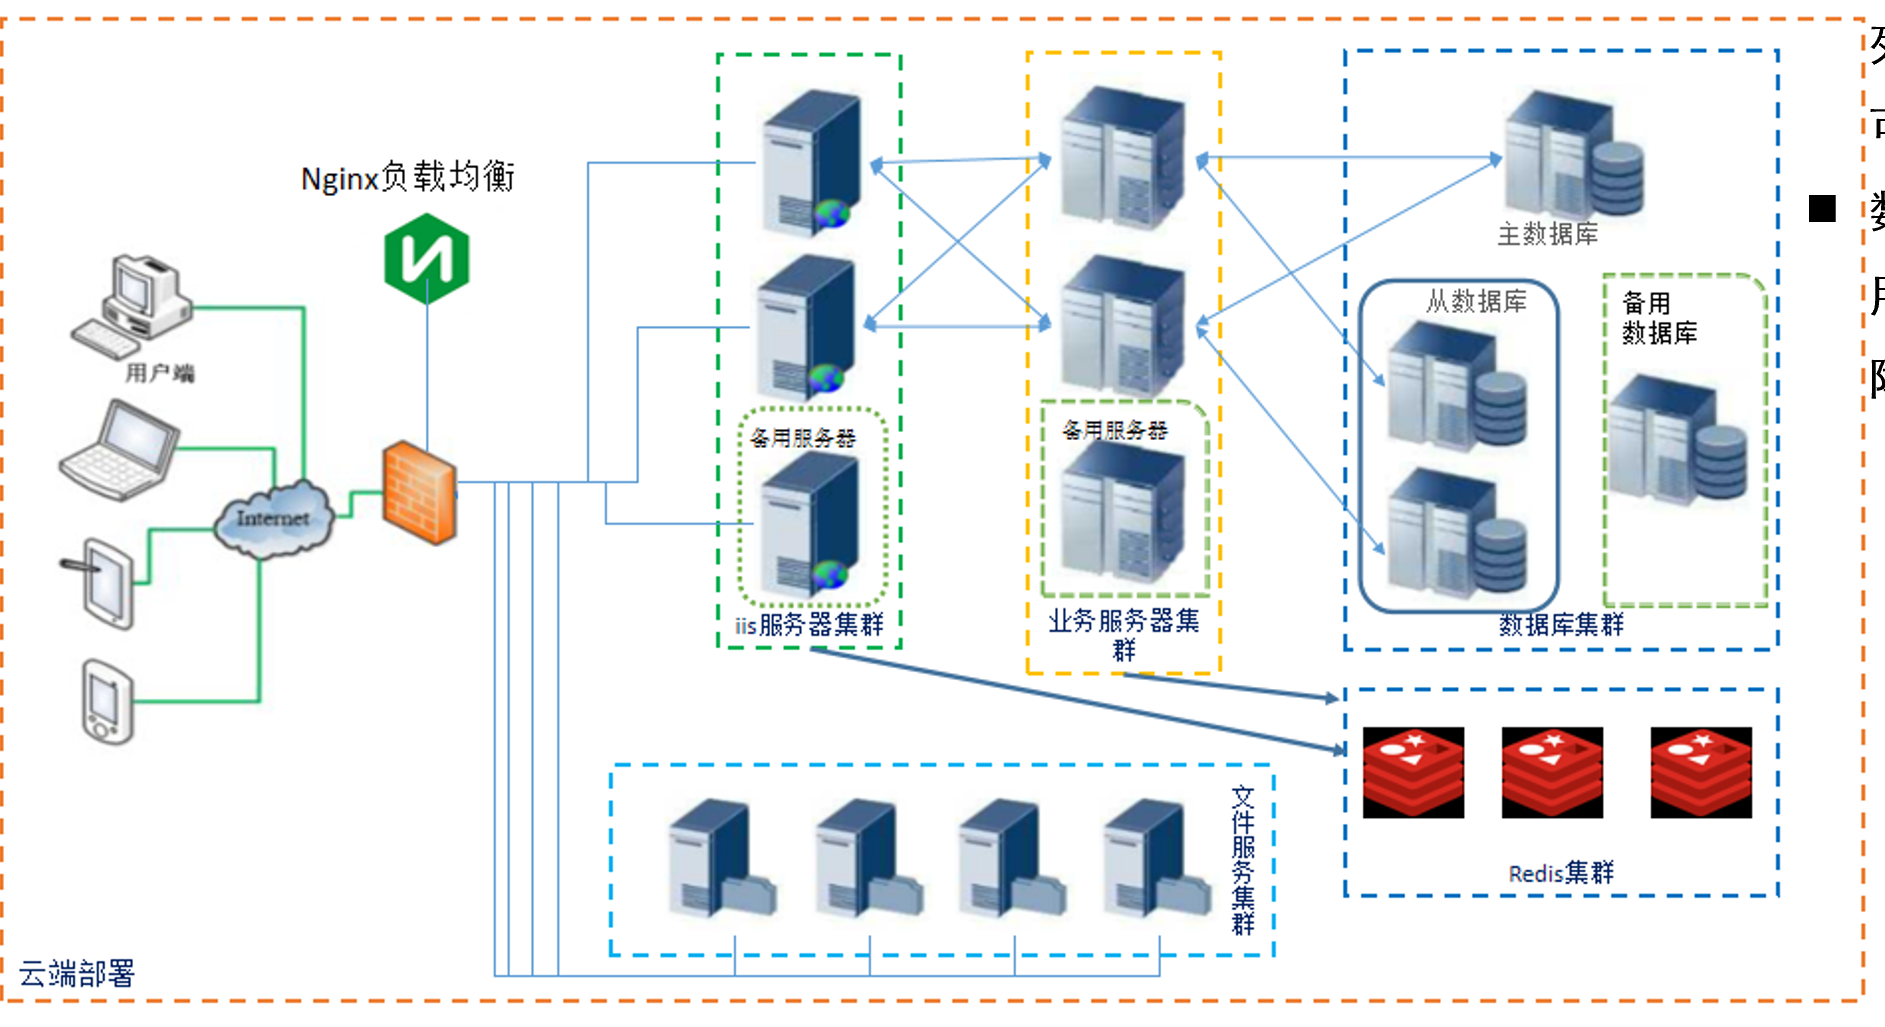 Nginx负载均衡
用户端
Internet
备用服务器
iis服务器集群
备用服务器
业务服务器集
群
主数据库
从数据库
备用
数据库
数据库集群
Redis集群
文件服务集群
云端部署